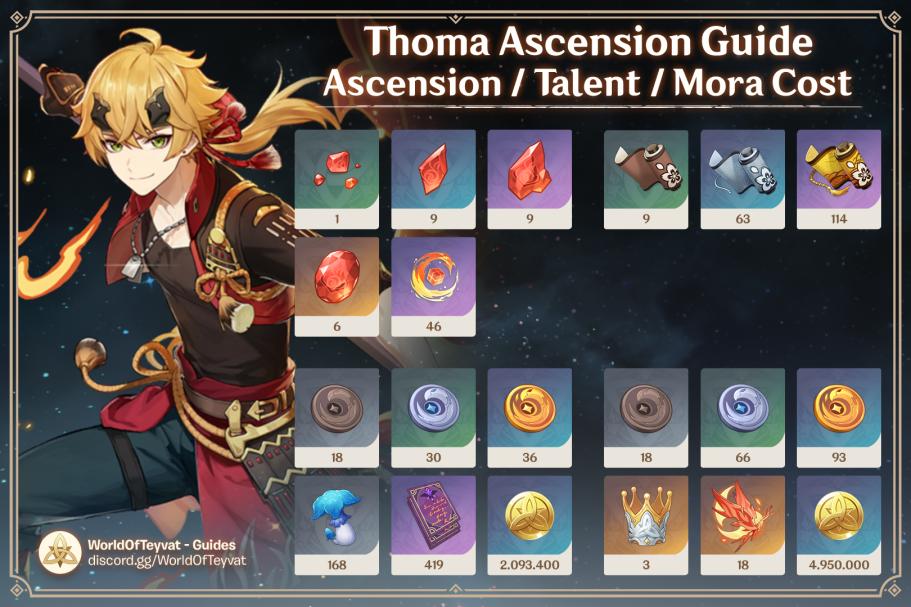 Thoma Ascension Guide
Ascension / Talent / Mora Cost
1 9 9 9 63 114
6 46
18 30 36 18 66 93
168 419 2.093.400 3 18 4.950.000
WorldOfTeyvat - Guides
discord.gg/WorldOfTeyvat